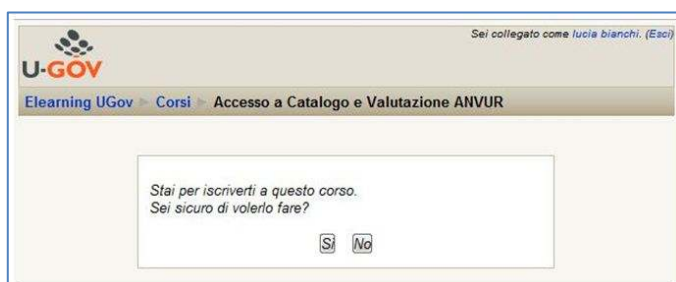 Sei collegato come lucia bianchi. (Esci)
U-GOV
Elearning UGov ► Corsi ► Accesso a Catalogo e Valutazione ANVUR
Stai per iscriverti a questo corso.
Sei sicuro di volerlo fare?
Sì No